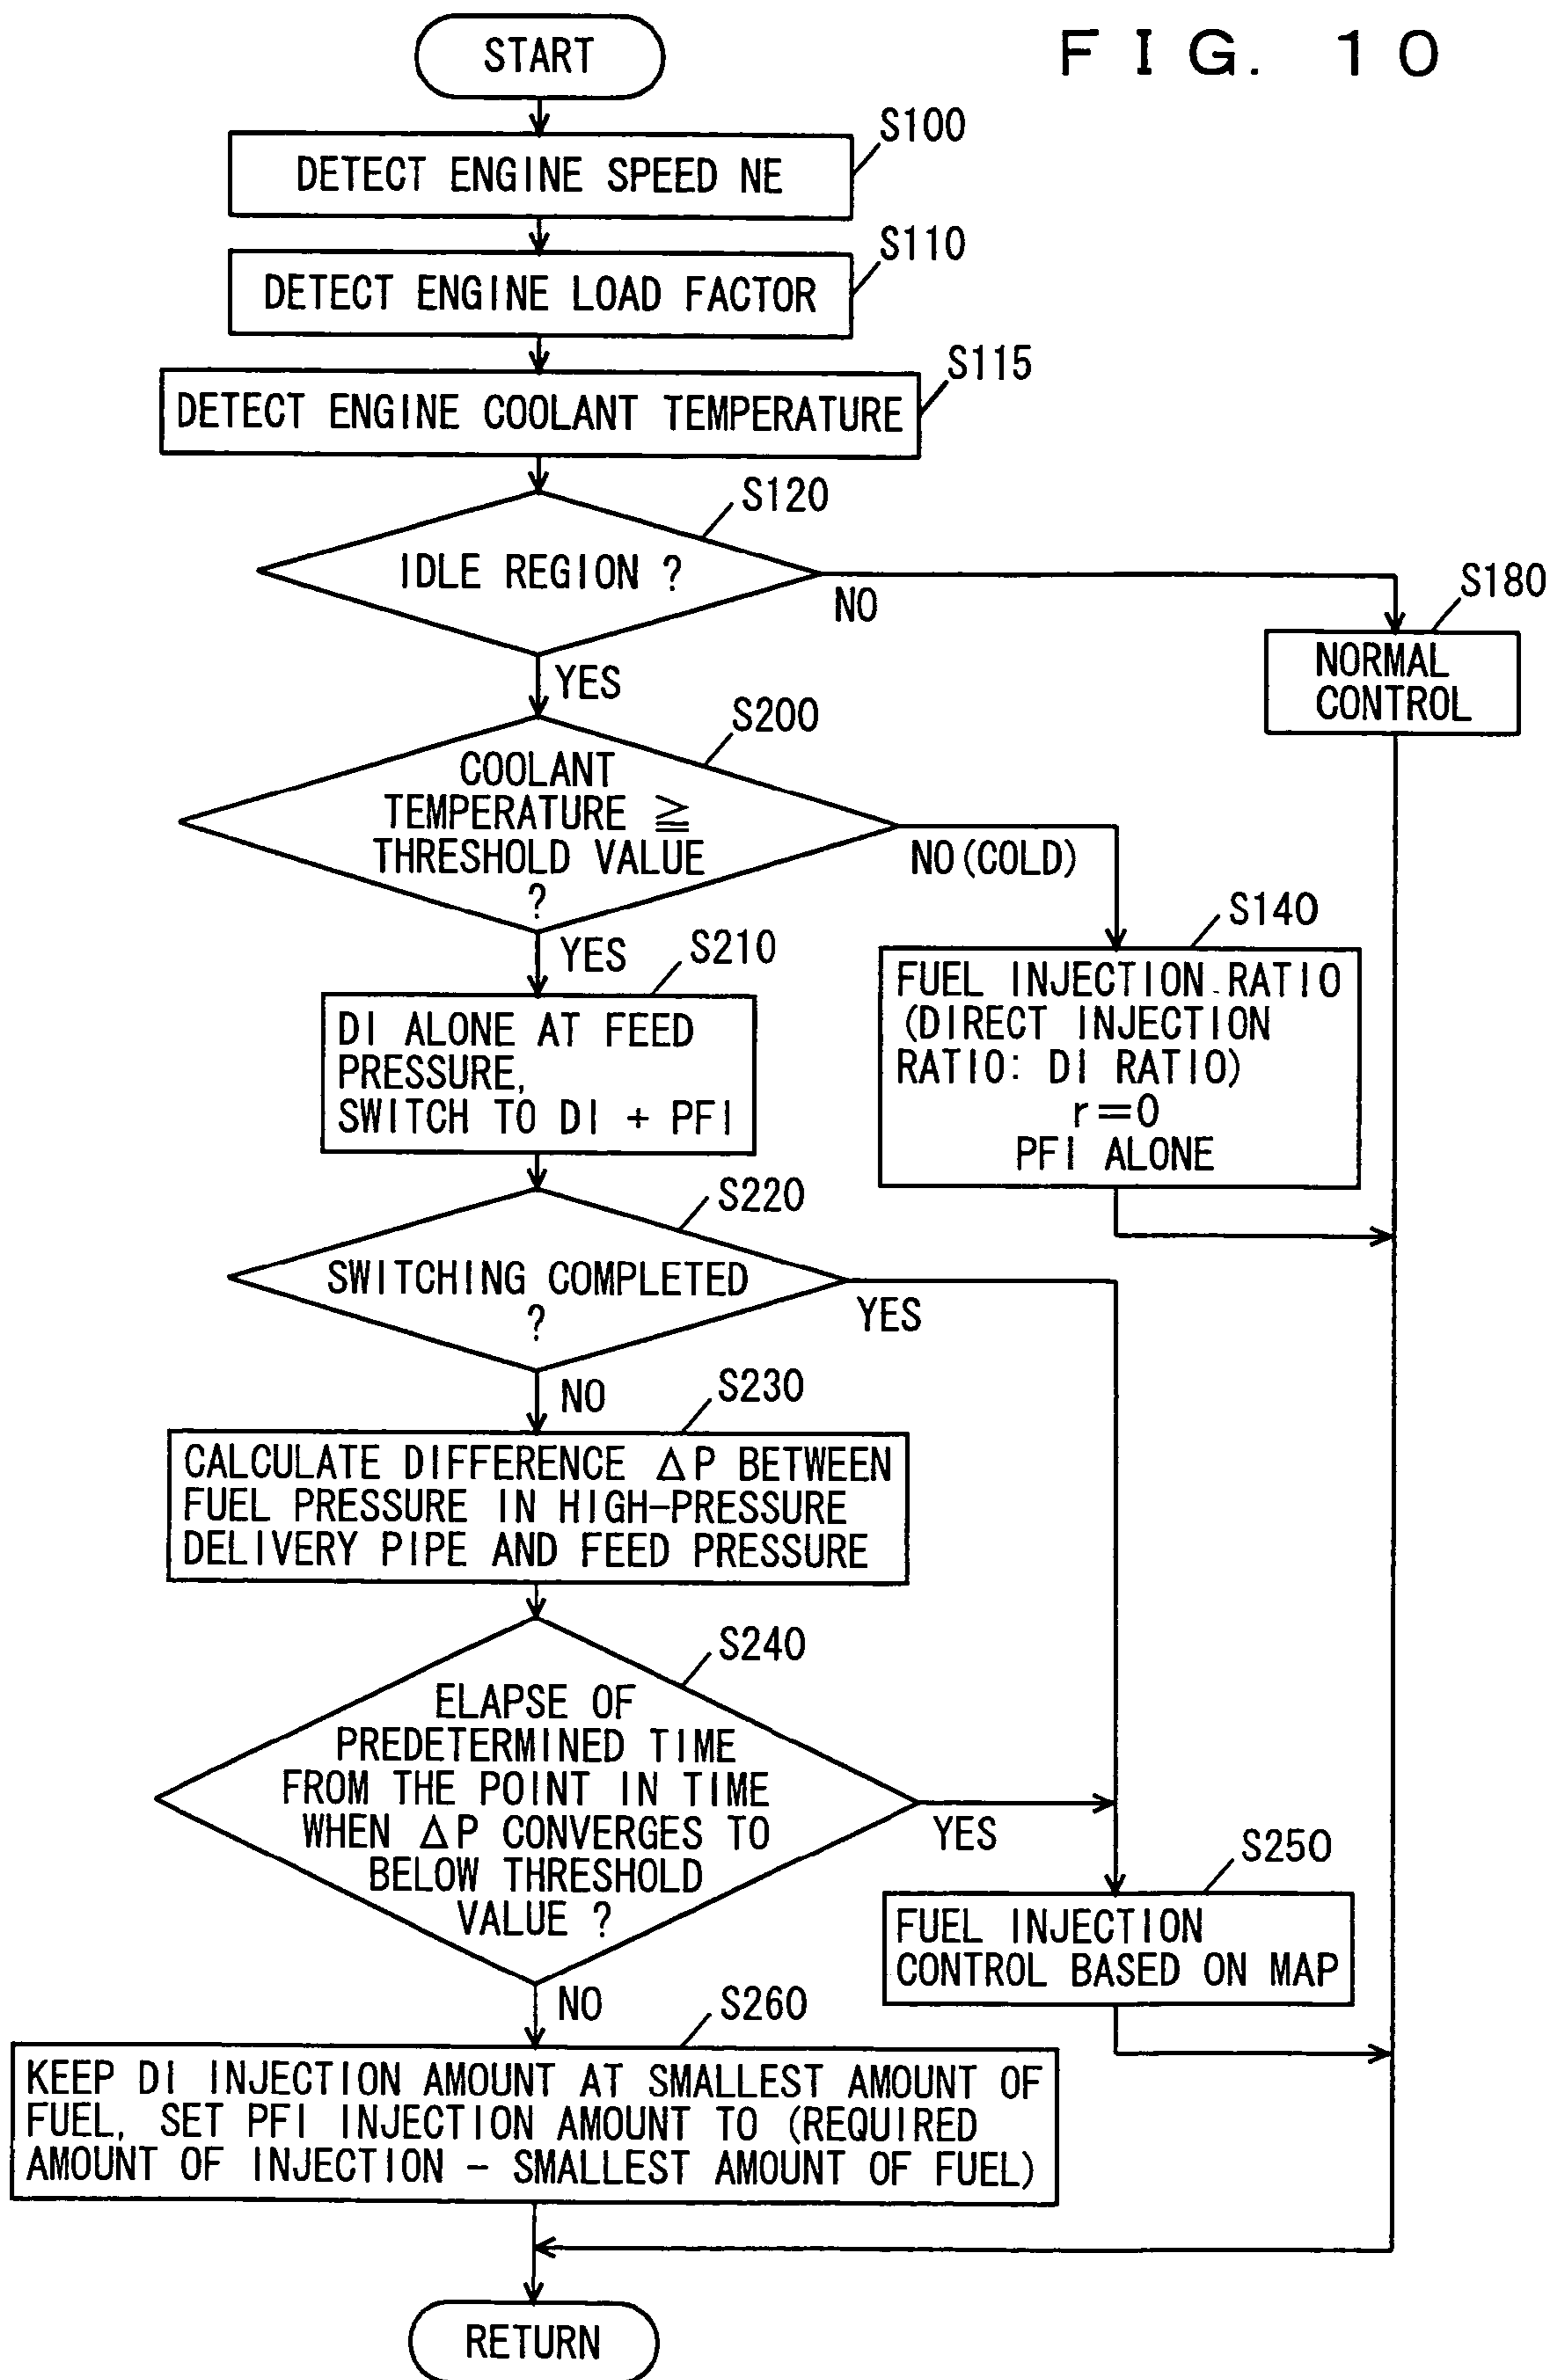 FIG. 10
START
S100
DETECT ENGINE SPEED NE
S110
DETECT ENGINE LOAD FACTOR
S115
DETECT ENGINE COOLANT TEMPERATURE
S120
IDLE REGION ?
NO
YES
S180
NORMAL
CONTROL
S200
COOLANT
TEMPERATURE ≧
THRESHOLD VALUE
?
NO(COLD)
YES
S140
FUEL INJECTION RATIO
(DIRECT INJECTION
RATIO: DI RATIO)
r=0
PFI ALONE
S210
DI ALONE AT FEED
PRESSURE,
SWITCH TO DI + PFI
S220
SWITCHING COMPLETED
?
YES
NO
S230
CALCULATE DIFFERENCE ΔP BETWEEN
FUEL PRESSURE IN HIGH-PRESSURE
DELIVERY PIPE AND FEED PRESSURE
S240
ELAPSE OF
PREDETERMINED TIME
FROM THE POINT IN TIME
WHEN ΔP CONVERGES TO
BELOW THRESHOLD
VALUE ?
YES
NO
S250
FUEL INJECTION
CONTROL BASED ON MAP
S260
KEEP DI INJECTION AMOUNT AT SMALLEST AMOUNT OF
FUEL, SET PFI INJECTION AMOUNT TO (REQUIRED
AMOUNT OF INJECTION - SMALLEST AMOUNT OF FUEL)
RETURN